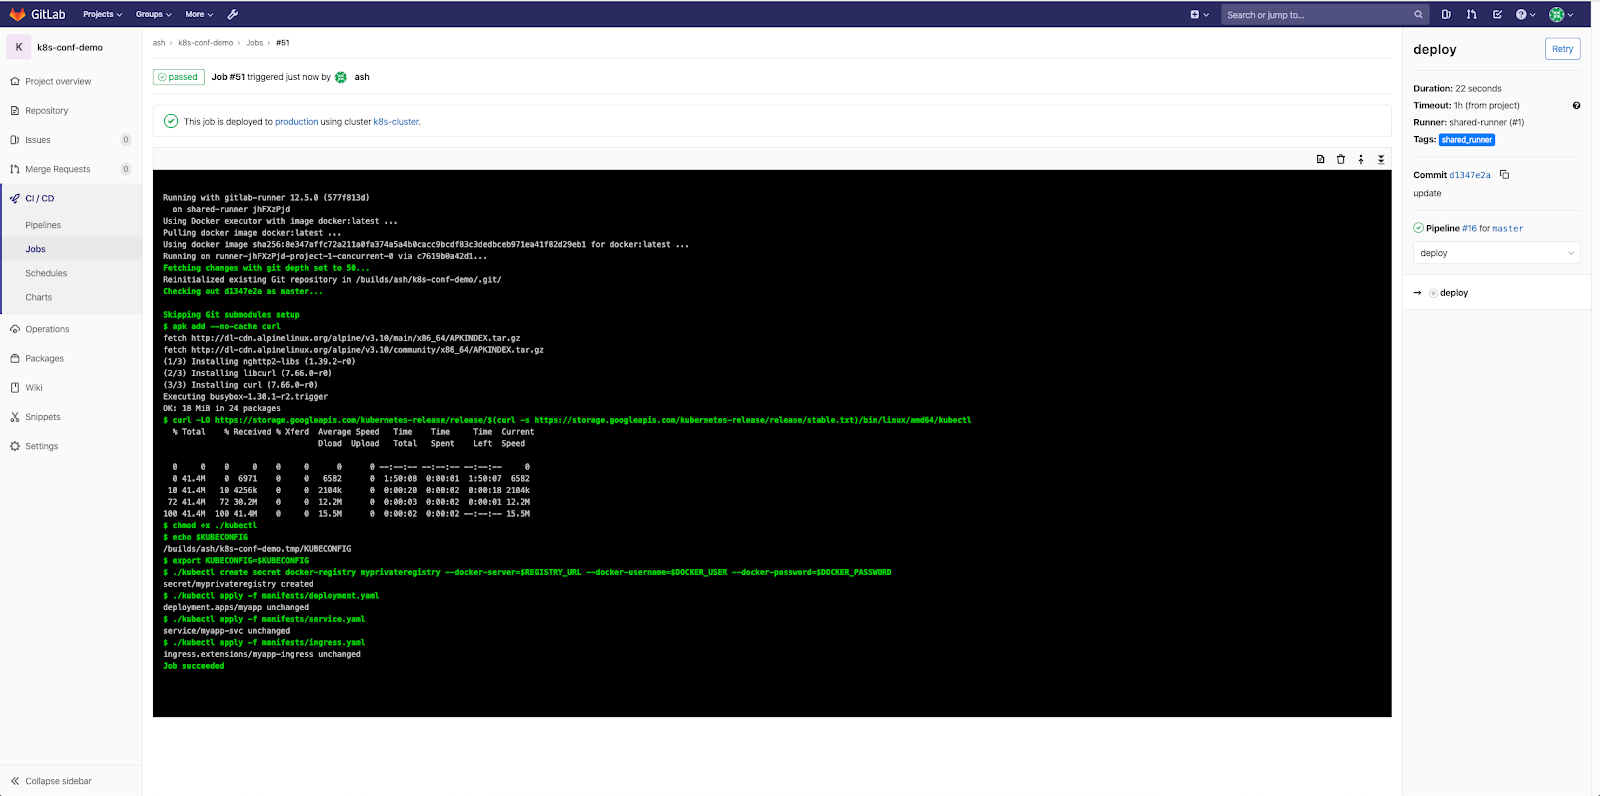 GitLab Projects Groups More Search or jump to...
K k8s-conf-demo
Project overview
Repository
Issues 0
Merge Requests 0
CI / CD
Pipelines
Jobs
Schedules
Charts
Operations
Packages
Wiki
Snippets
Settings
Collapse sidebar
ash > k8s-conf-demo > Jobs > #51
passed Job #51 triggered just now by ash
This job is deployed to production using cluster k8s-cluster.
Running with gitlab-runner 12.5.0 (577f813d)
on shared-runner jhFXzPjd
Using Docker executor with image docker:latest ...
Pulling docker image docker:latest ...
Using docker image sha256:8e347affc72a211a0fa374a5a4b0cacc9bcdf83c3dedbceb971ea41f82d29eb1 for docker:latest ...
Running on runner-jhFXzPjd-project-1-concurrent-0 via c7619b0a42d1...
Fetching changes with git depth set to 50...
Reinitialized existing Git repository in /builds/ash/k8s-conf-demo/.git/
Checking out d1347e2a as master...
Skipping Git submodules setup
$ apk add --no-cache curl
fetch http://dl-cdn.alpinelinux.org/alpine/v3.10/main/x86_64/APKINDEX.tar.gz
fetch http://dl-cdn.alpinelinux.org/alpine/v3.10/community/x86_64/APKINDEX.tar.gz
(1/3) Installing nghttp2-libs (1.39.2-r0)
(2/3) Installing libcurl (7.66.0-r0)
(3/3) Installing curl (7.66.0-r0)
Executing busybox-1.30.1-r2.trigger
OK: 18 MiB in 24 packages
$ curl -LO https://storage.googleapis.com/kubernetes-release/release/$(curl -s https://storage.googleapis.com/kubernetes-release/release/stable.txt)/bin/linux/amd64/kubectl
% Total % Received % Xferd Average Speed Time Time Time Current
Dload Upload Total Spent Left Speed
0 0 0 0 0 0 0 0 --:--:-- --:--:-- --:--:-- 0
0 41.4M 0 6971 0 0 6582 0 1:50:08 0:00:01 1:50:07 6582
10 41.4M 10 4256k 0 0 2104k 0 0:00:20 0:00:02 0:00:18 2104k
72 41.4M 72 30.2M 0 0 12.2M 0 0:00:03 0:00:02 0:00:01 12.2M
100 41.4M 100 41.4M 0 0 15.5M 0 0:00:02 0:00:02 --:--:-- 15.5M
$ chmod +x ./kubectl
$ echo $KUBECONFIG
/builds/ash/k8s-conf-demo.tmp/KUBECONFIG
$ export KUBECONFIG=$KUBECONFIG
$ ./kubectl create secret docker-registry myprivateregistry --docker-server=$REGISTRY_URL --docker-username=$DOCKER_USER --docker-password=$DOCKER_PASSWORD
secret/myprivateregistry created
$ ./kubectl apply -f manifests/deployment.yaml
deployment.apps/myapp unchanged
$ ./kubectl apply -f manifests/service.yaml
service/myapp-svc unchanged
$ ./kubectl apply -f manifests/ingress.yaml
ingress.extensions/myapp-ingress unchanged
Job succeeded
deploy Retry
Duration: 22 seconds
Timeout: 1h (from project)
Runner: shared-runner (#1)
Tags: shared_runner
Commit d1347e2a
update
Pipeline #16 for master
deploy
→ deploy